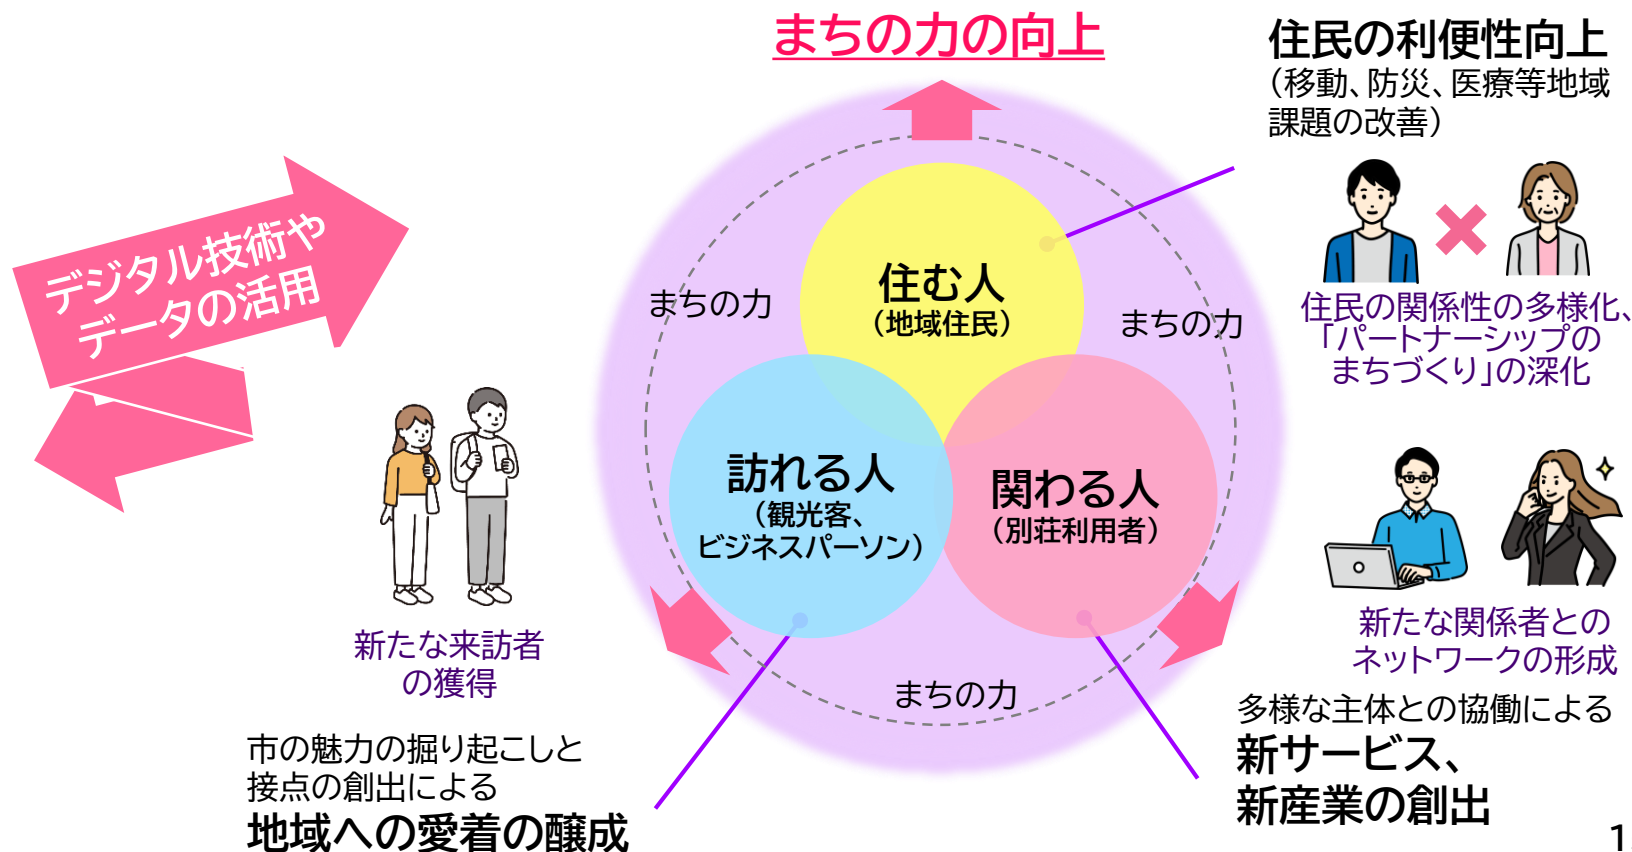 まちの力の向上
住民の利便性向上
（移動、防災、医療等地域
課題の改善）
デジタル技術や
データの活用
住む人
（地域住民）
まちの力
まちの力
住民の関係性の多様化、
「パートナーシップの
まちづくり」の深化
訪れる人
（観光客、
ビジネスパーソン）
関わる人
（別荘利用者）
新たな来訪者
の獲得
新たな関係者との
ネットワークの形成
まちの力
市の魅力の掘り起こしと
接点の創出による
地域への愛着の醸成
多様な主体との協働による
新サービス、
新産業の創出